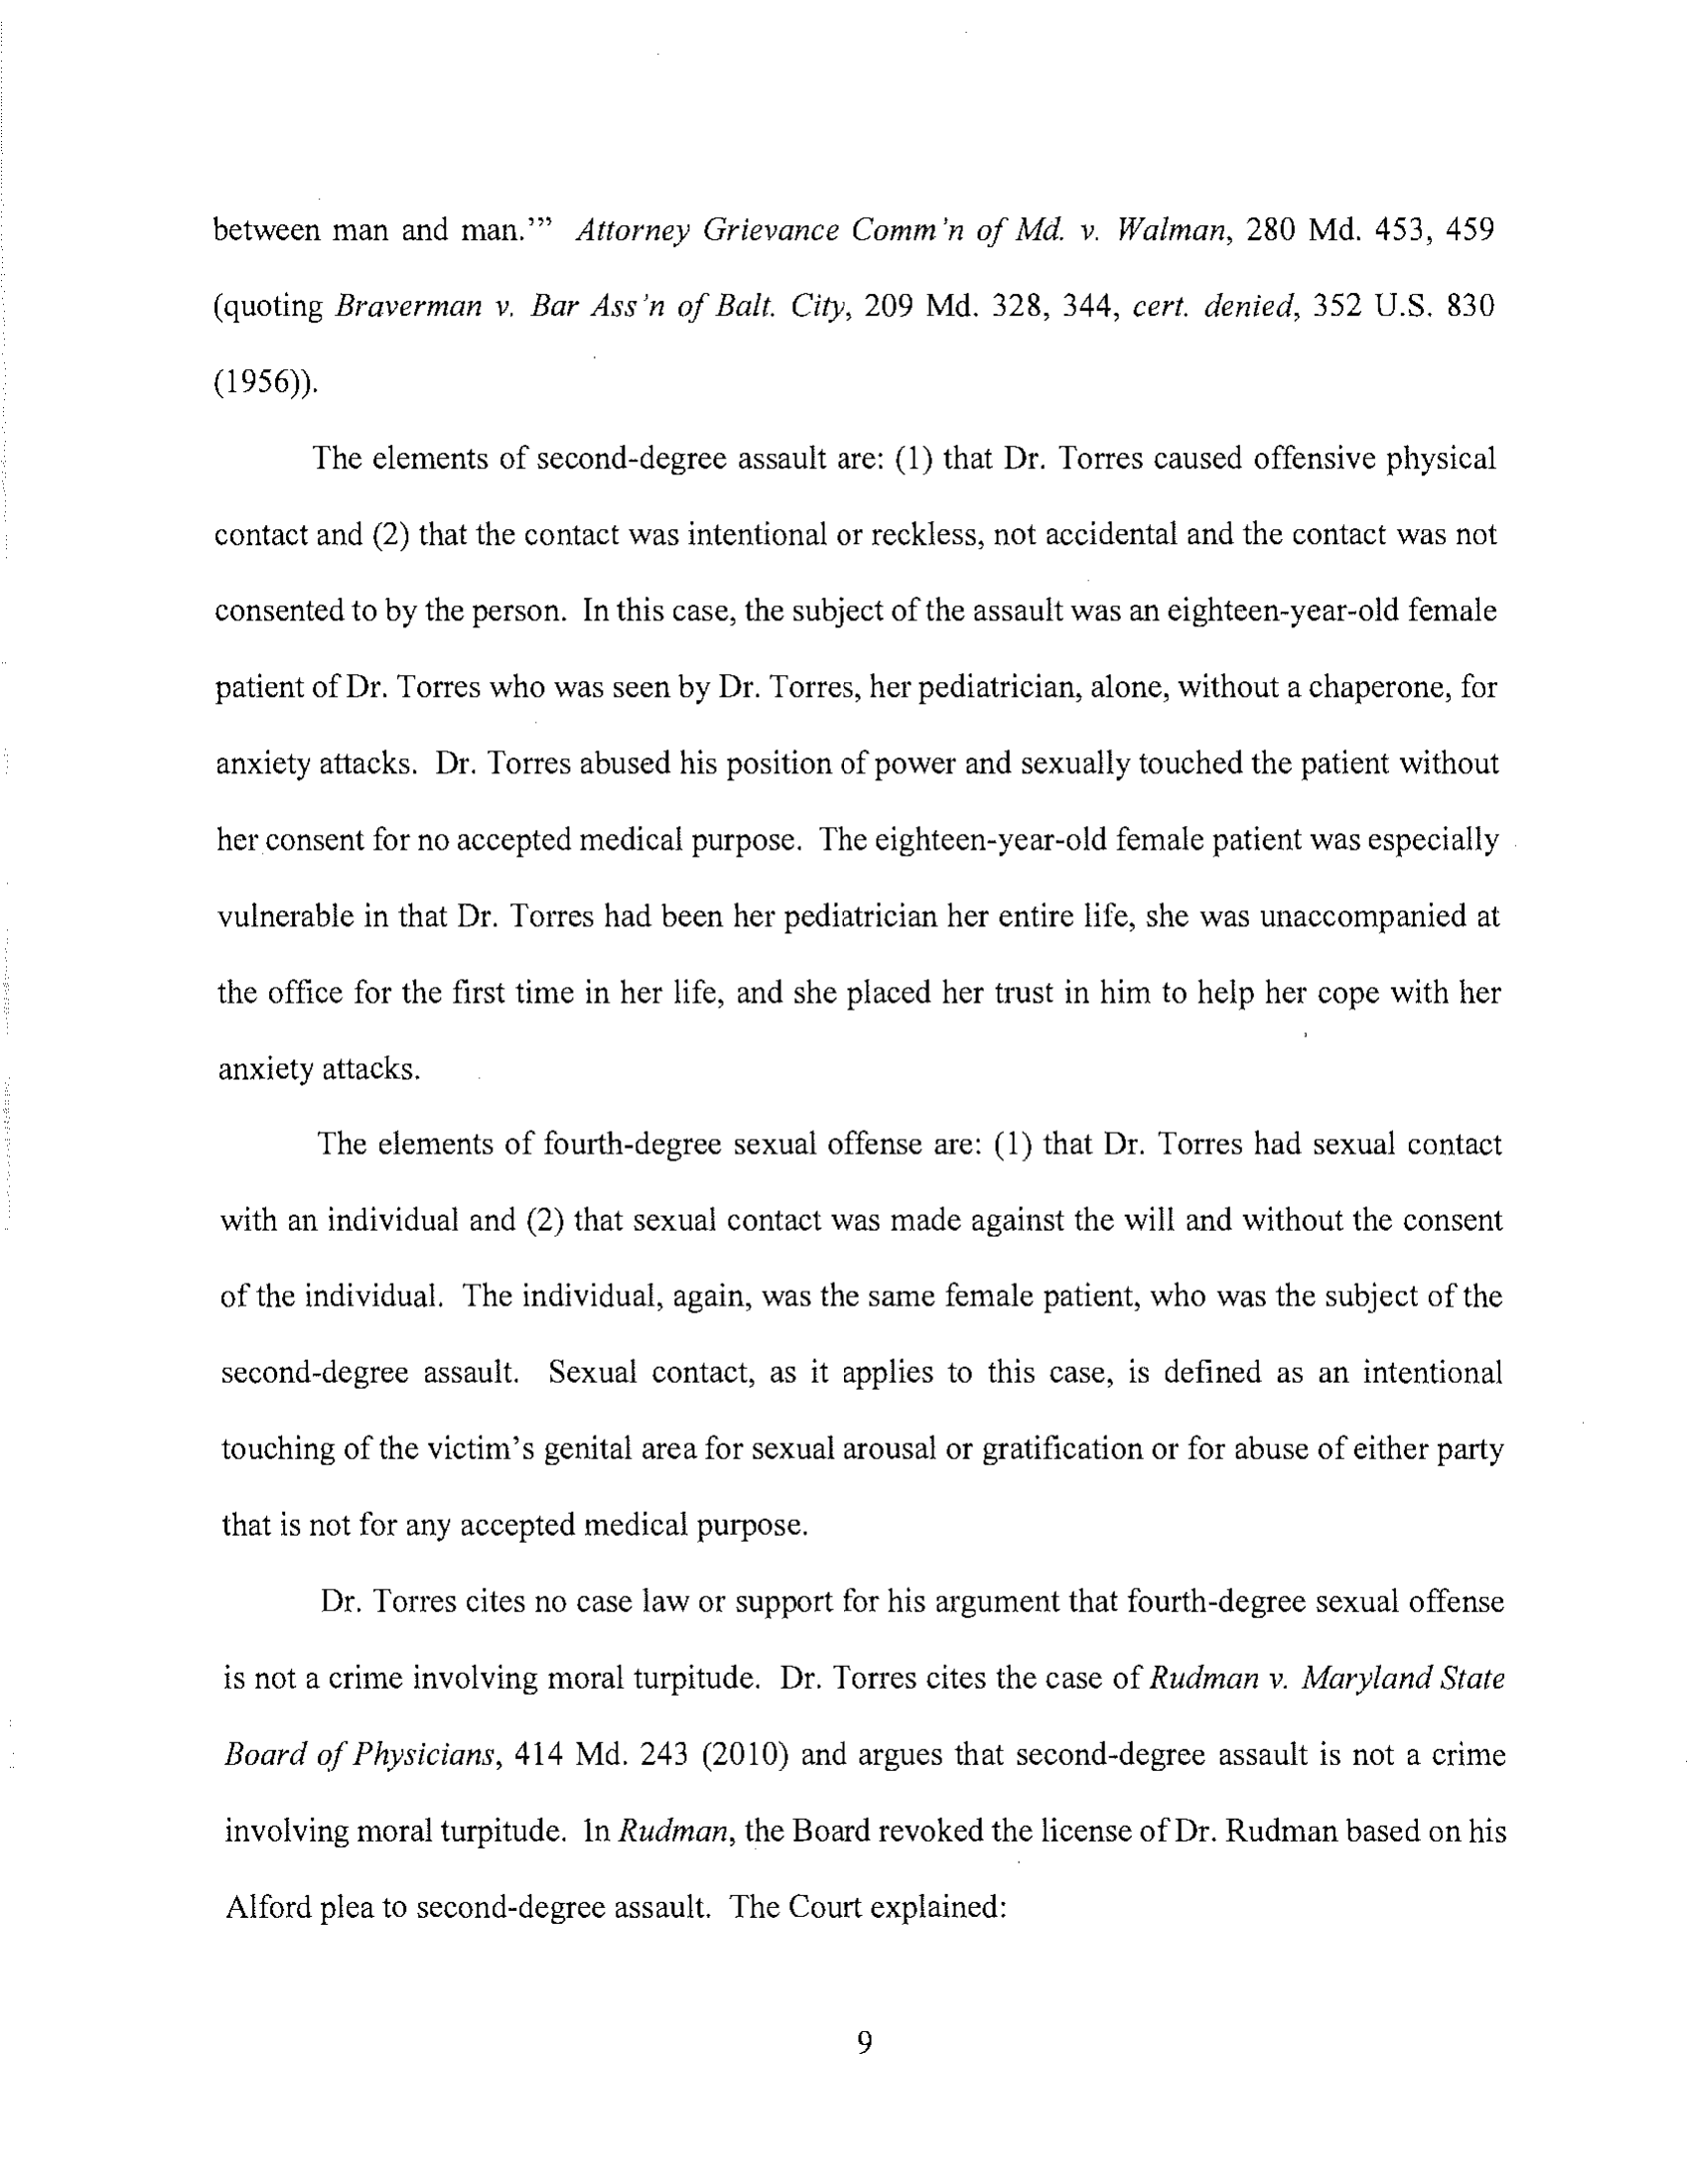 between man and man.’” Attorney Grievance Comm’n of Md. v. Walman, 280 Md. 453, 459
(quoting Braverman v. Bar Ass’n of Balt. City, 209 Md. 328, 344, cert. denied, 352 U.S. 830
(1956)).
The elements of second-degree assault are: (1) that Dr. Torres caused offensive physical
contact and (2) that the contact was intentional or reckless, not accidental and the contact was not
consented to by the person. In this case, the subject of the assault was an eighteen-year-old female
patient of Dr. Torres who was seen by Dr. Torres, her pediatrician, alone, without a chaperone, for
anxiety attacks. Dr. Torres abused his position of power and sexually touched the patient without
her consent for no accepted medical purpose. The eighteen-year-old female patient was especially
vulnerable in that Dr. Torres had been her pediatrician her entire life, she was unaccompanied at
the office for the first time in her life, and she placed her trust in him to help her cope with her
anxiety attacks.
The elements of fourth-degree sexual offense are: (1) that Dr. Torres had sexual contact
with an individual and (2) that sexual contact was made against the will and without the consent
of the individual. The individual, again, was the same female patient, who was the subject of the
second-degree assault. Sexual contact, as it applies to this case, is defined as an intentional
touching of the victim’s genital area for sexual arousal or gratification or for abuse of either party
that is not for any accepted medical purpose.
Dr. Torres cites no case law or support for his argument that fourth-degree sexual offense
is not a crime involving moral turpitude. Dr. Torres cites the case of Rudman v. Maryland State
Board of Physicians, 414 Md. 243 (2010) and argues that second-degree assault is not a crime
involving moral turpitude. In Rudman, the Board revoked the license of Dr. Rudman based on his
Alford plea to second-degree assault. The Court explained:
9